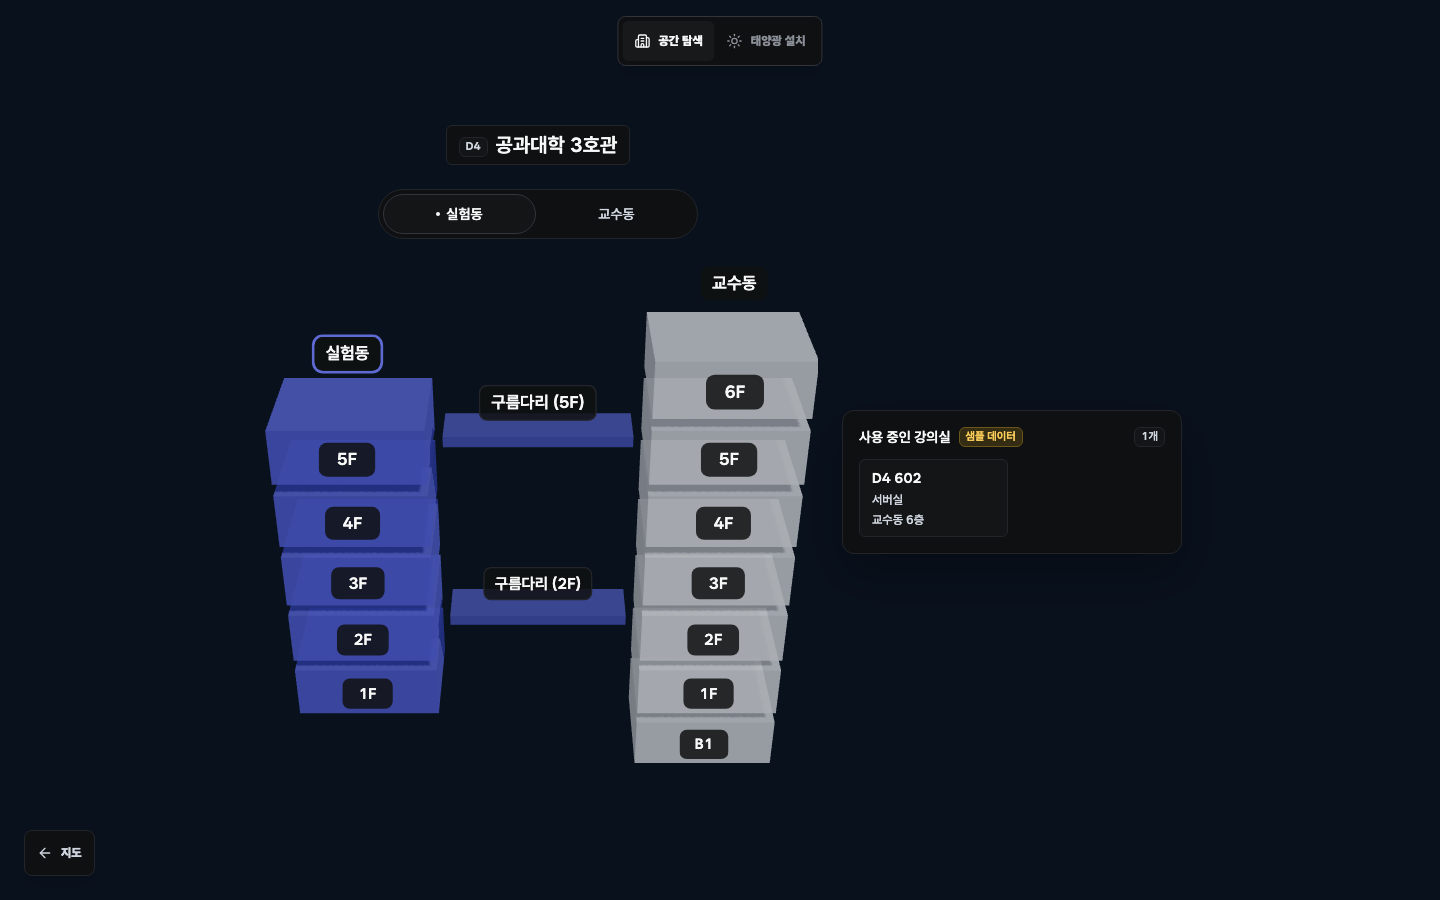 공간 탐색
태양광 설치
D4 공과대학 3호관
• 실험동
교수동
교수동
실험동
구름다리 (5F)
6F
5F
5F
4F
4F
구름다리 (2F)
3F
3F
2F
2F
1F
1F
B1
사용 중인 강의실 샘플 데이터 1개
D4 602
서버실
교수동 6층
← 지도